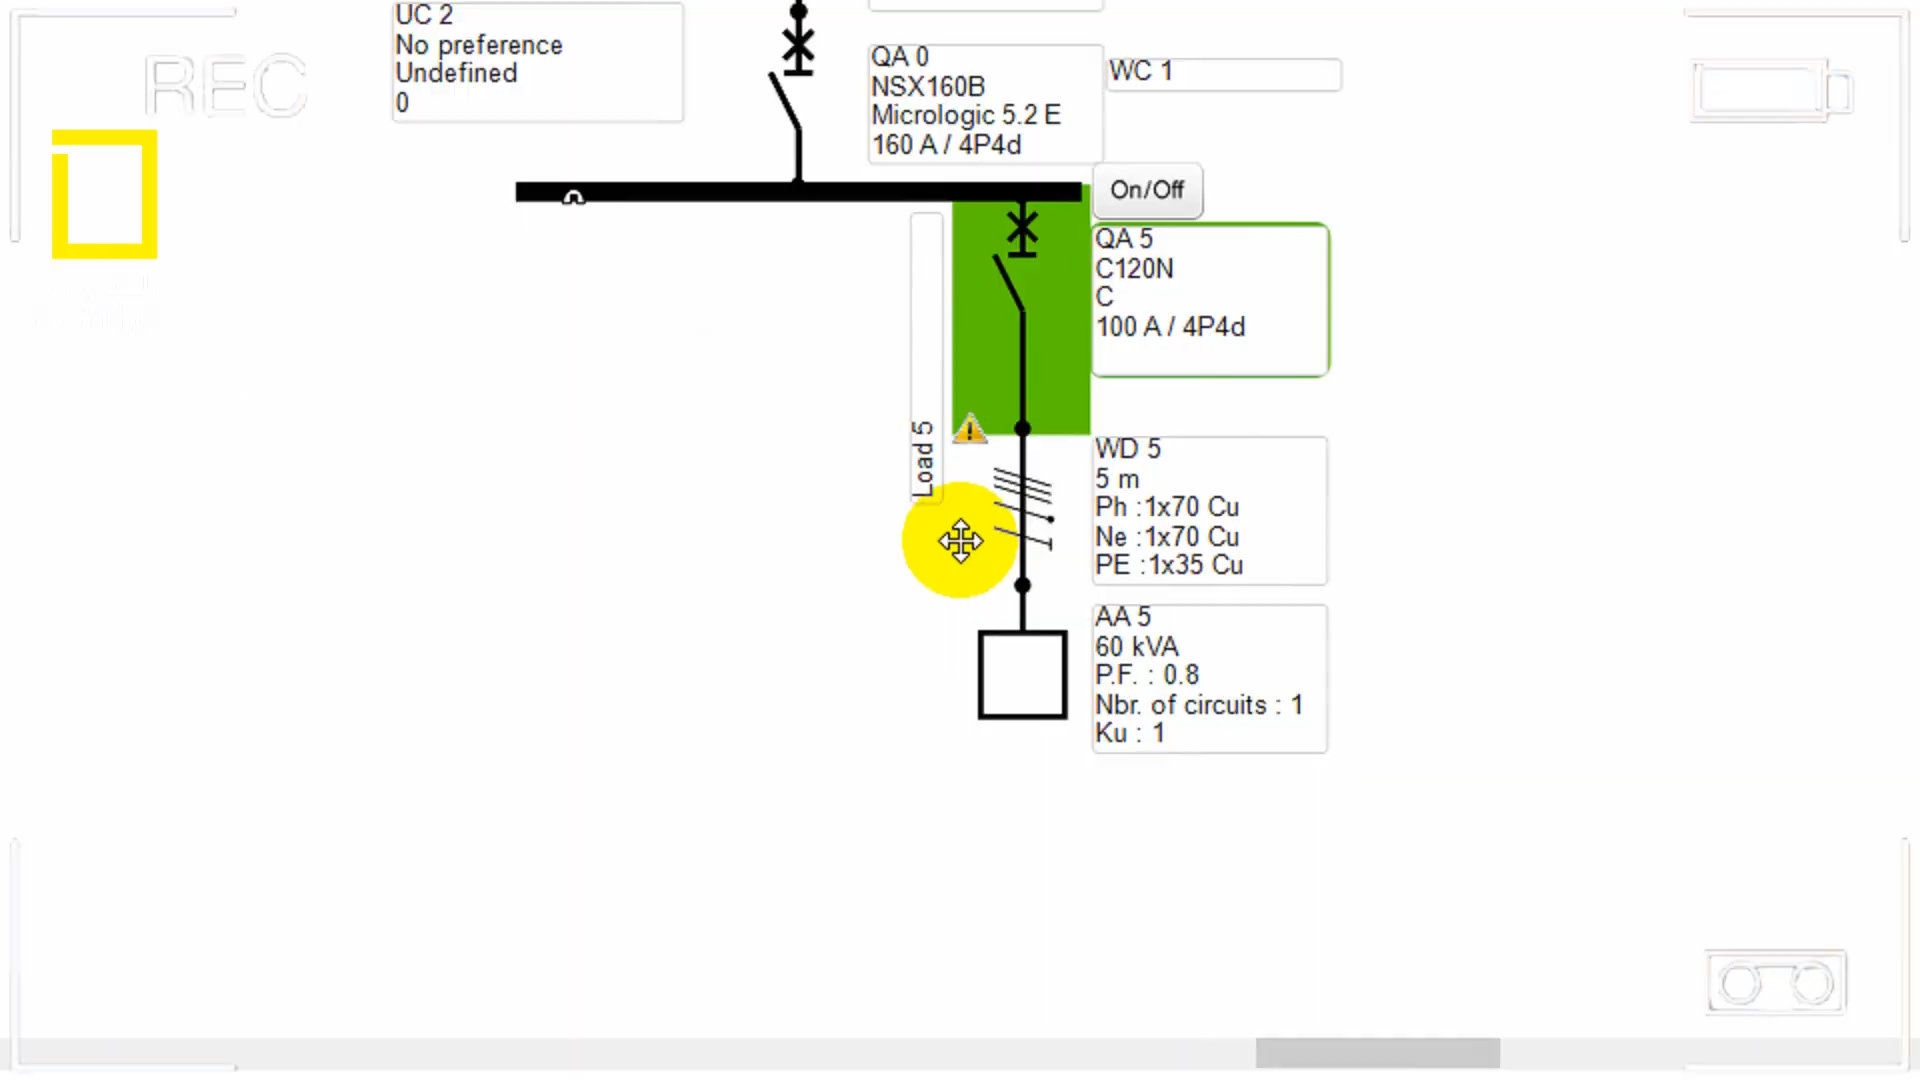 UC 2
No preference
Undefined
0
REC
QA 0
NSX160B
Micrologic 5.2 E
160 A / 4P4d
WC 1
On/Off
QA 5
C120N
C
100 A / 4P4d
Load 5
WD 5
5 m
Ph :1x70 Cu
Ne :1x70 Cu
PE :1x35 Cu
AA 5
60 kVA
P.F. : 0.8
Nbr. of circuits : 1
Ku : 1